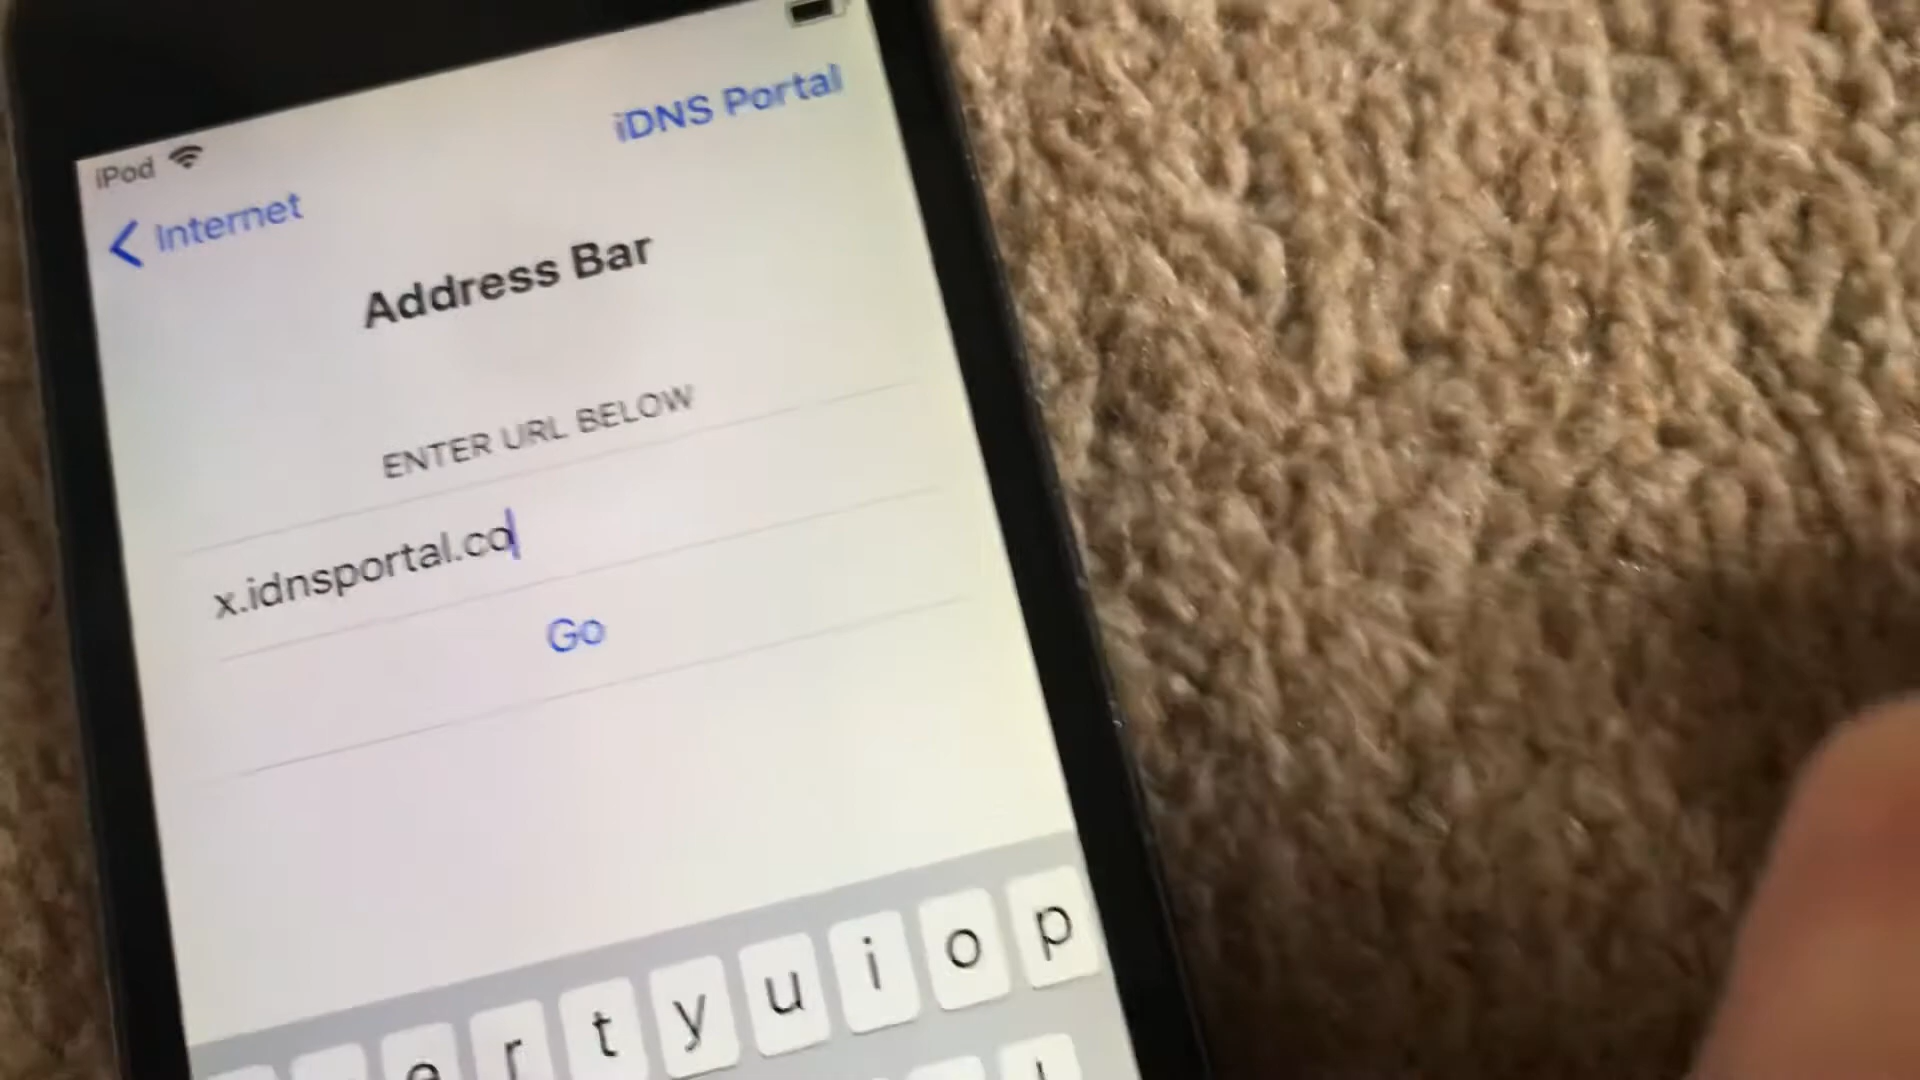 iPod
iDNS Portal
Internet
Address Bar
ENTER URL BELOW
x.idnsportal.co
Go
e r t y u i o p